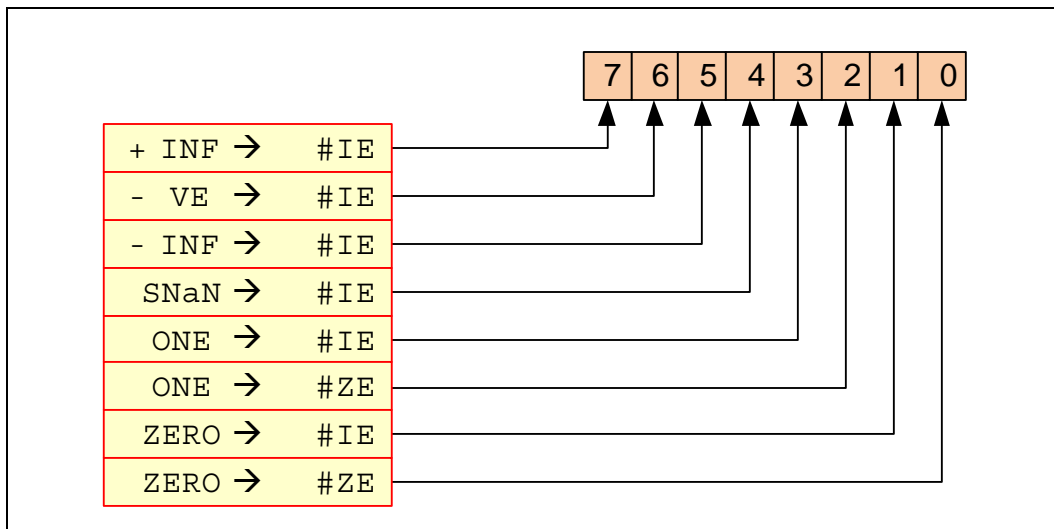 7 6 5 4 3 2 1 0
+ INF → #IE
- VE → #IE
- INF → #IE
SNaN → #IE
ONE → #IE
ONE → #ZE
ZERO → #IE
ZERO → #ZE